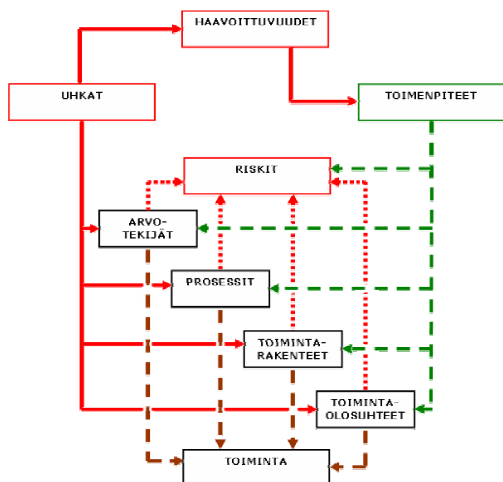 HAAVOITTUVUUDET
UHKAT
TOIMENPITEET
RISKIT
ARVO-
TEKIJÄT
PROSESSIT
TOIMINTA-
RAKENTEET
TOIMINTA-
OLOSUHTEET
TOIMINTA